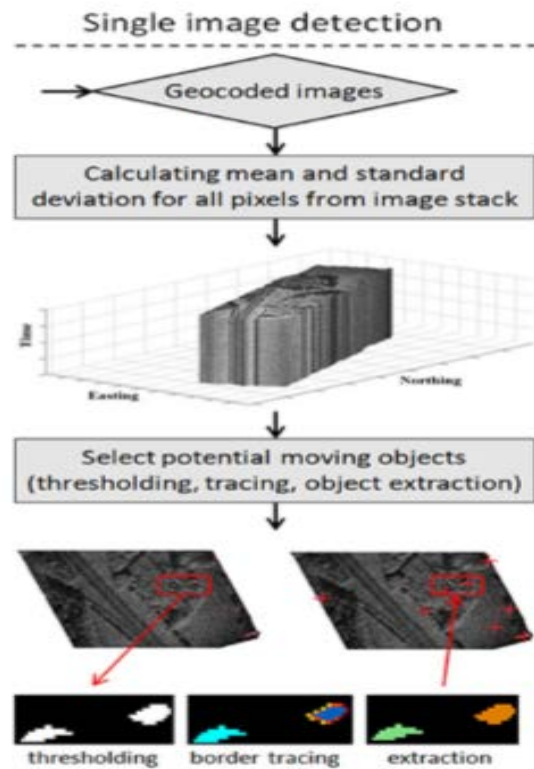 Single image detection
Geocoded images
Calculating mean and standard
deviation for all pixels from image stack
Time
Easting
Northing
Select potential moving objects
(thresholding, tracing, object extraction)
thresholding border tracing extraction